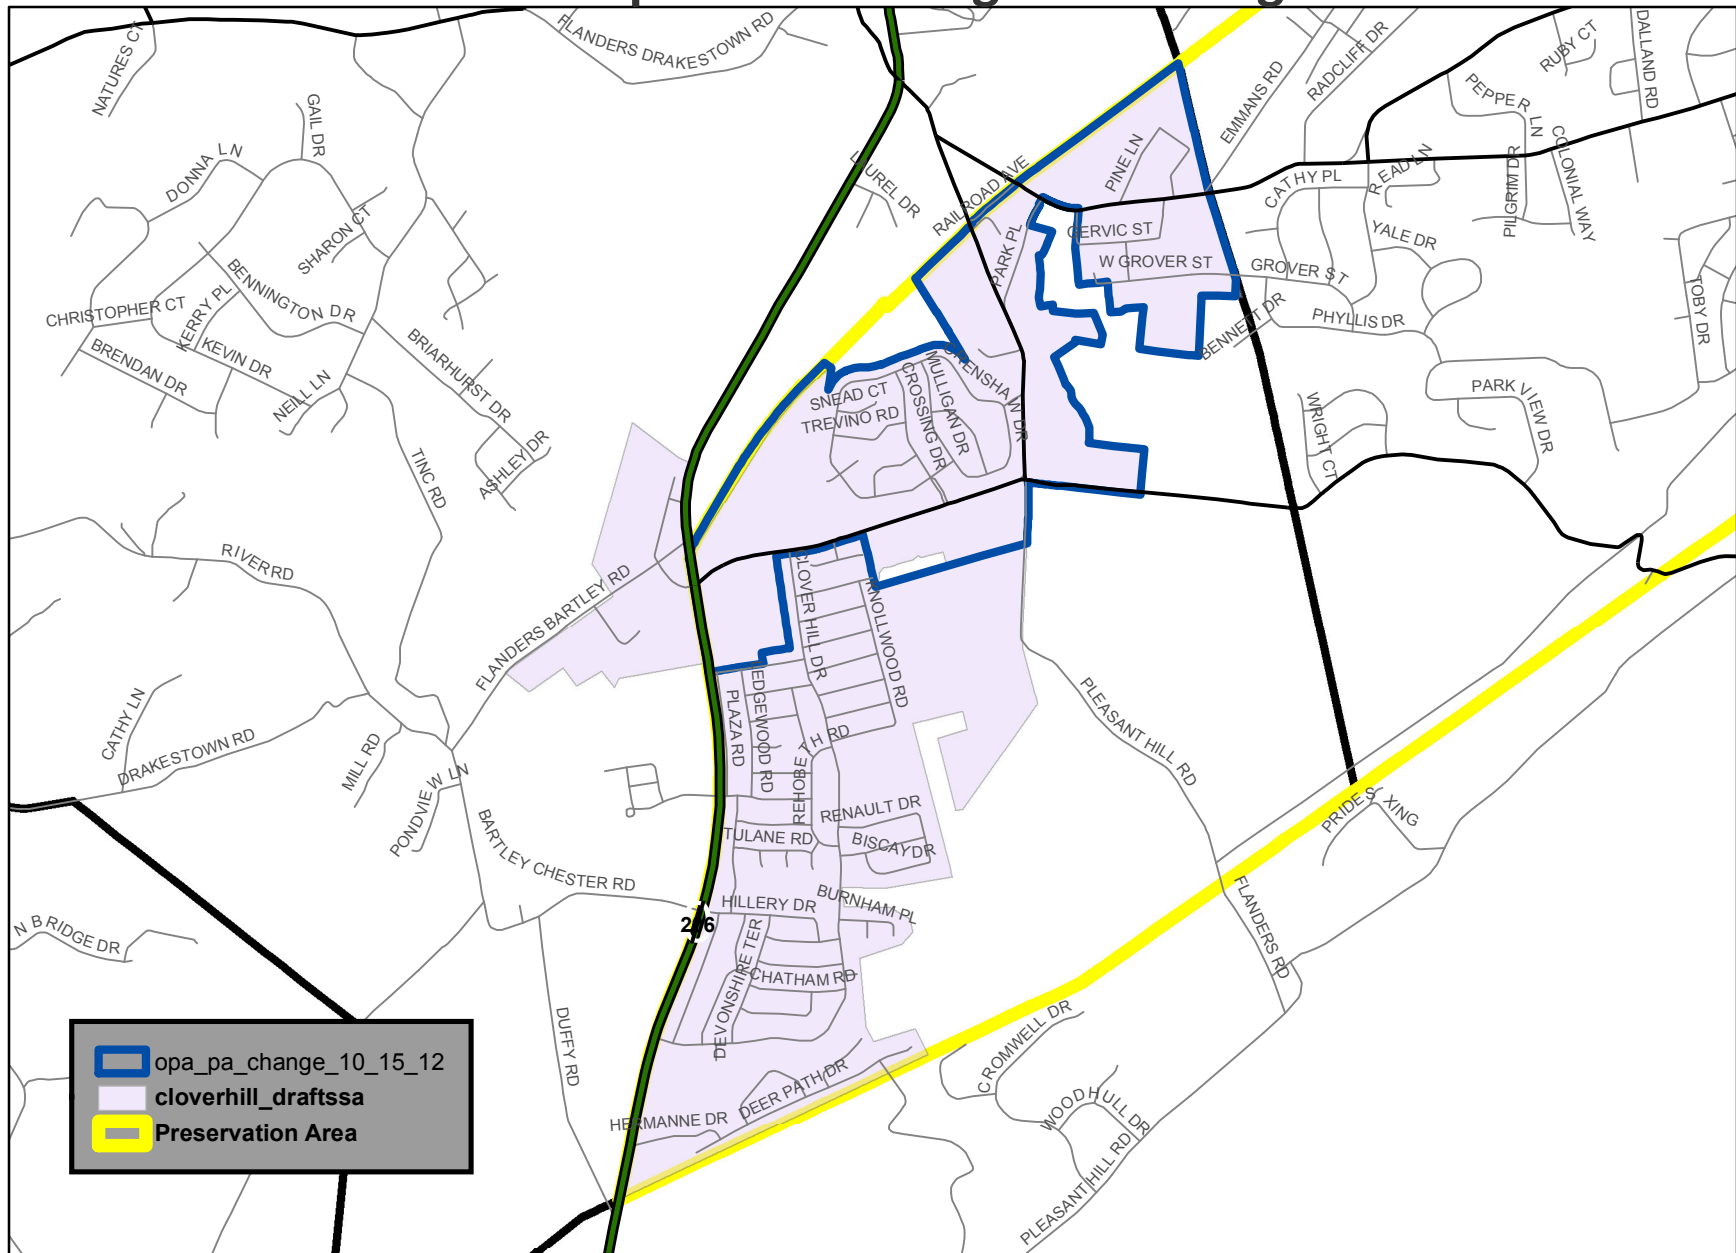 FLANDERS DRAKESTOWN RD
NATURES CT
GAIL DR
DONNA LN
SHARON CT
BENNINGTON DR
CHRISTOPHER CT
KERRY PL
KEVIN DR
BRENDAN DR
NEILL LN
BRIARHURST DR
ASHLEY DR
TINC RD
RIVER RD
LAUREL DR
RAILROAD AVE
PARK PL
PINE LN
GERVIC ST
W GROVER ST
GROVER ST
EMMANS RD
RADCLIFF DR
RUBY CT
DALLAND RD
PEPPER LN
COLONIAL WAY
PILGRIM DR
READ LN
CATHY PL
YALE DR
TOBY DR
PHYLLIS DR
BENNETT DR
PARK VIEW DR
WRIGHT CT
SNEAD CT
TREVINO RD
CROSSING DR
MULLIGAN DR
CRENSHAW DR
FLANDERS BARTLEY RD
CLOVER HILL DR
KNOLLWOOD RD
PLAZA RD
EDGEWOOD RD
REHOBETH RD
PLEASANT HILL RD
CATHY LN
DRAKESTOWN RD
MILL RD
PONDVIEW LN
BARTLEY CHESTER RD
RENAULT DR
TULANE RD
BISCAY DR
HILLERY DR
BURNHAM PL
206
DEVONSHIRE TER
CHATHAM RD
N BRIDGE DR
DUFFY RD
PRIDES XING
FLANDERS RD
CROMWELL DR
WOODHULL DR
PLEASANT HILL RD
DEER PATH DR
HERMANNE DR
opa_pa_change_10_15_12
cloverhill_draftssa
Preservation Area